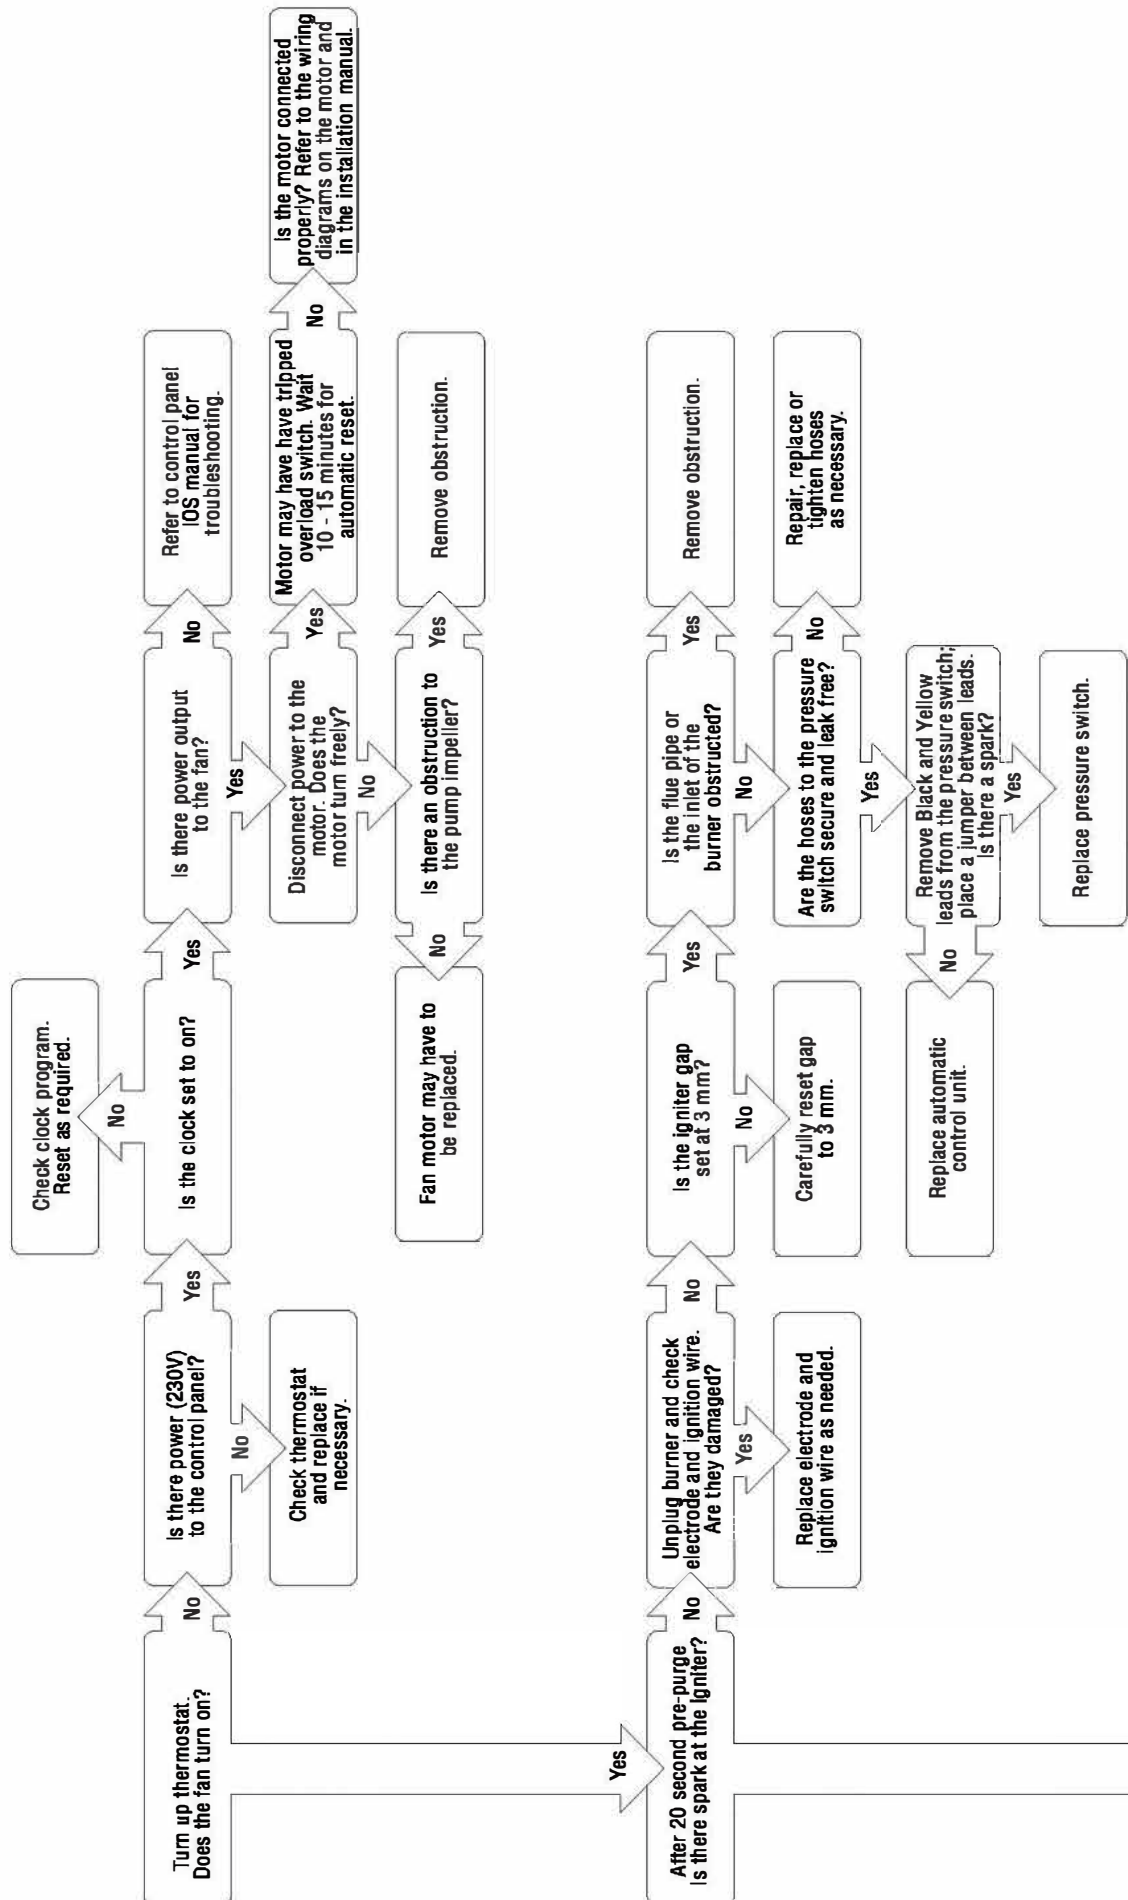 Turn up thermostat.
Does the fan turn on?
No
Is there power (230V)
to the control panel?
Yes
Is the clock set to on?
No
Check clock program.
Reset as required.
Yes
Is there power output
to the fan?
No
Refer to control panel
IOS manual for
troubleshooting.
No
Check thermostat
and replace if
necessary.
Yes
Disconnect power to the
motor. Does the
motor turn freely?
Yes
Motor may have have tripped
overload switch. Wait
10 - 15 minutes for
automatic reset.
No
Is the motor connected
properly? Refer to the wiring
diagrams on the motor and
in the installation manual.
No
Is there an obstruction to
the pump impeller?
Yes
Remove obstruction.
No
Fan motor may have to
be replaced.
Yes
After 20 second pre-purge
Is there spark at the Igniter?
No
Unplug burner and check
electrode and ignition wire.
Are they damaged?
No
Is the igniter gap
set at 3 mm?
Yes
Is the flue pipe or
the inlet of the
burner obstructed?
Yes
Remove obstruction.
Yes
Replace electrode and
ignition wire as needed.
No
Carefully reset gap
to 3 mm.
No
Are the hoses to the pressure
switch secure and leak free?
No
Repair, replace or
tighten hoses
as necessary.
Yes
Remove Black and Yellow
leads from the pressure switch;
place a jumper between leads.
Is there a spark?
No
Replace automatic
control unit.
Yes
Replace pressure switch.